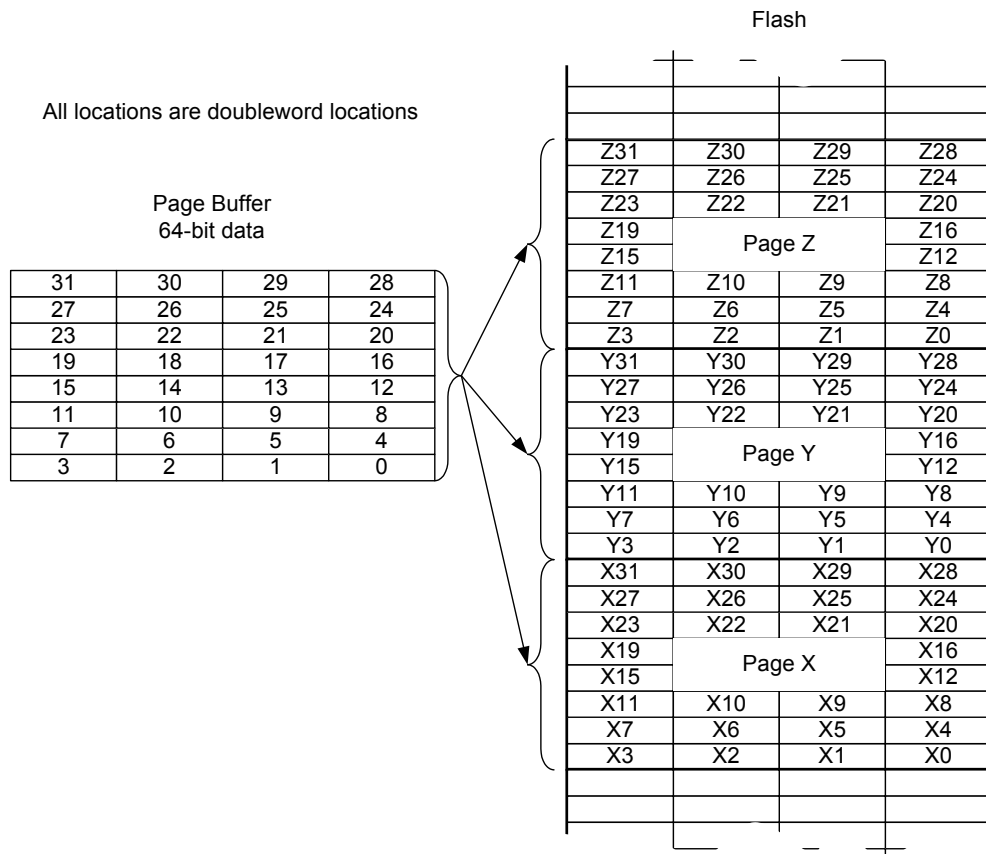 Flash
All locations are doubleword locations
Page Buffer
64-bit data
31 30 29 28
27 26 25 24
23 22 21 20
19 18 17 16
15 14 13 12
11 10 9 8
7 6 5 4
3 2 1 0
Z31 Z30 Z29 Z28
Z27 Z26 Z25 Z24
Z23 Z22 Z21 Z20
Z19 Z16
Page Z
Z15 Z12
Z11 Z10 Z9 Z8
Z7 Z6 Z5 Z4
Z3 Z2 Z1 Z0
Y31 Y30 Y29 Y28
Y27 Y26 Y25 Y24
Y23 Y22 Y21 Y20
Y19 Y16
Page Y
Y15 Y12
Y11 Y10 Y9 Y8
Y7 Y6 Y5 Y4
Y3 Y2 Y1 Y0
X31 X30 X29 X28
X27 X26 X25 X24
X23 X22 X21 X20
X19 X16
Page X
X15 X12
X11 X10 X9 X8
X7 X6 X5 X4
X3 X2 X1 X0